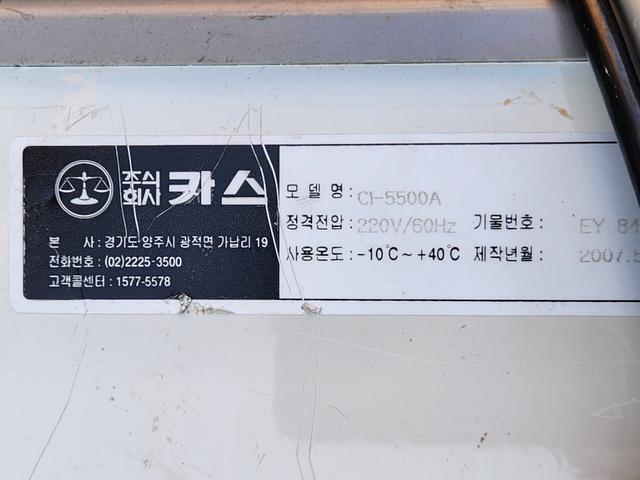 주식
회사 카스
본 사 : 경기도 양주시 광적면 가납리 19
전화번호 : (02)2225-3500
고객콜센터 : 1577-5578
모 델 명 : CI-5500A
정격전압 : 220V/60Hz 기물번호 : EY 84
사용온도 : -10℃ ~ +40℃ 제작년월 : 2007.5